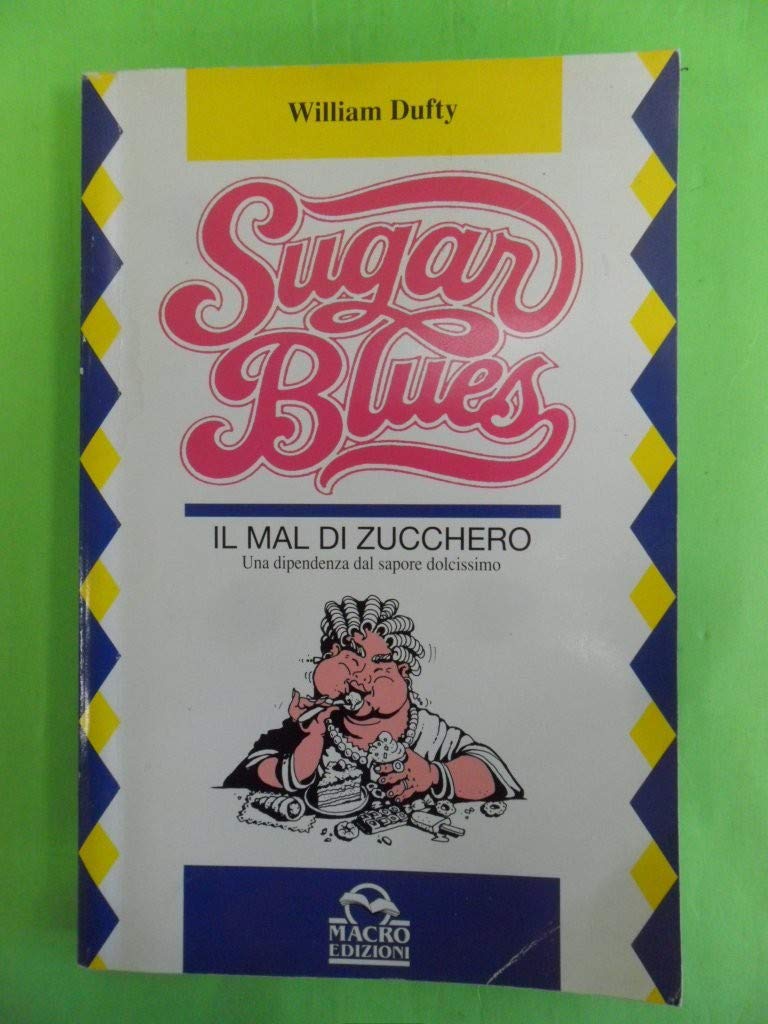 William Dufty
Sugar
Blues
IL MAL DI ZUCCHERO
Una dipendenza dal sapore dolcissimo
MACRO
EDIZIONI